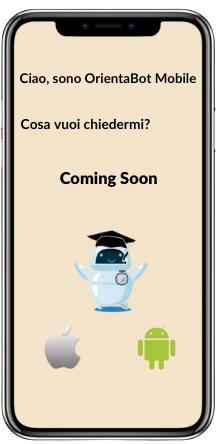 Ciao, sono OrientaBot Mobile
Cosa vuoi chiedermi?
Coming Soon